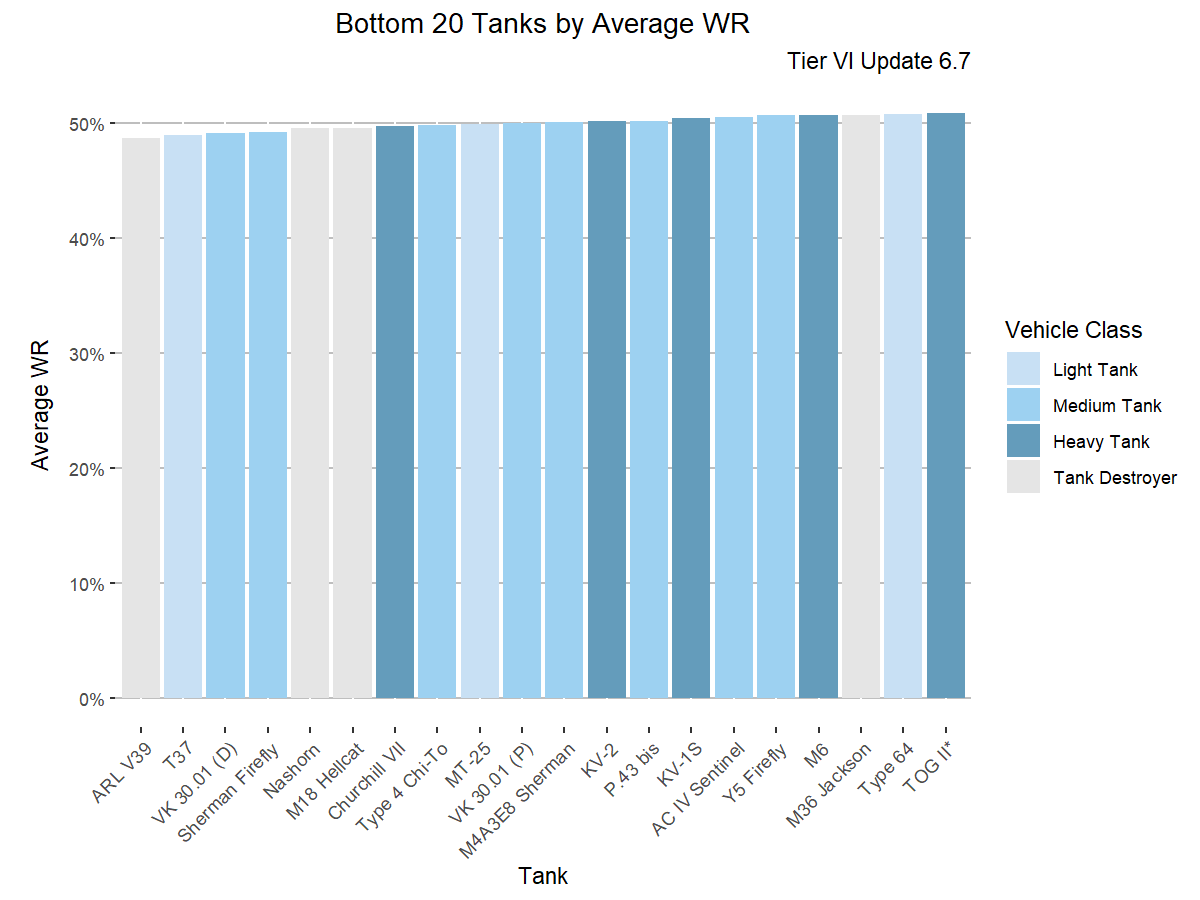 Bottom 20 Tanks by Average WR
Tier VI Update 6.7
Average WR
50%
40%
30%
20%
10%
0%
ARL V39
T37
VK 30.01 (D)
Sherman Firefly
Nashorn
M18 Hellcat
Churchill VII
Type 4 Chi-To
MT-25
VK 30.01 (P)
M4A3E8 Sherman
KV-2
P.43 bis
KV-1S
AC IV Sentinel
Y5 Firefly
M6
M36 Jackson
Type 64
TOG II*
Tank
Vehicle Class
Light Tank
Medium Tank
Heavy Tank
Tank Destroyer